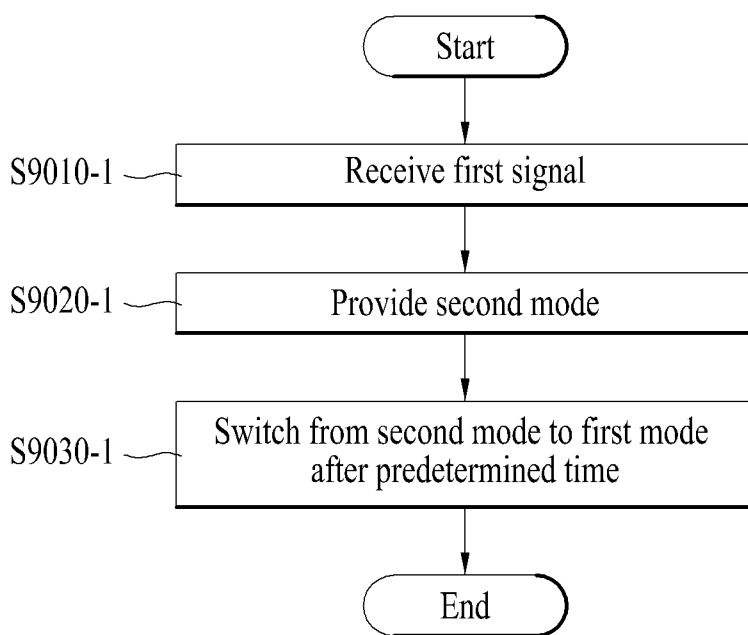 Start
S9010-1
Receive first signal
S9020-1
Provide second mode
S9030-1
Switch from second mode to first mode
after predetermined time
End